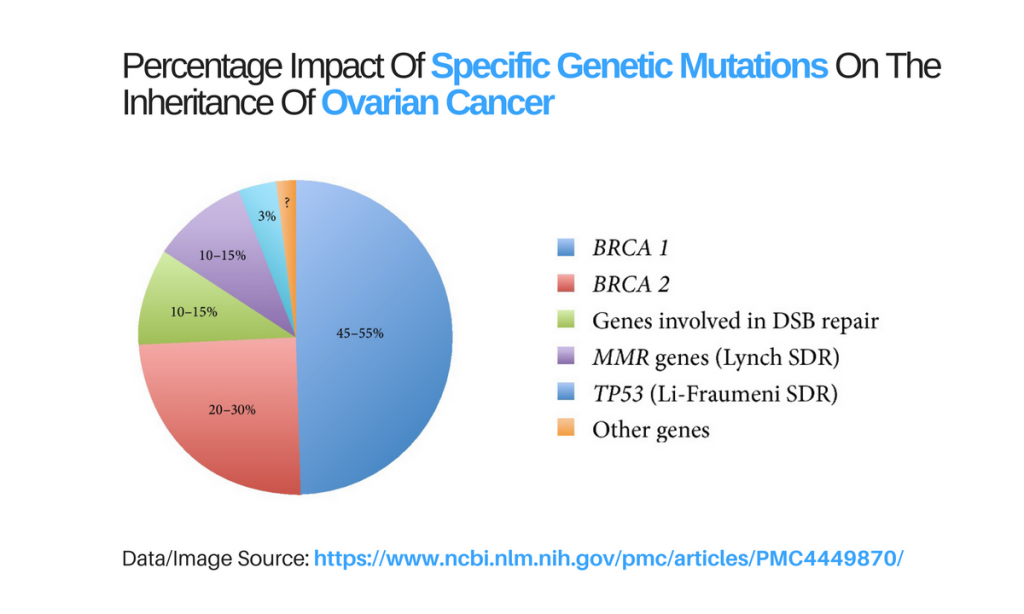 Percentage Impact Of Specific Genetic Mutations On The
Inheritance Of Ovarian Cancer
?
3%
10–15%
10–15%
45–55%
20–30%
BRCA 1
BRCA 2
Genes involved in DSB repair
MMR genes (Lynch SDR)
TP53 (Li-Fraumeni SDR)
Other genes
Data/Image Source: https://www.ncbi.nlm.nih.gov/pmc/articles/PMC4449870/